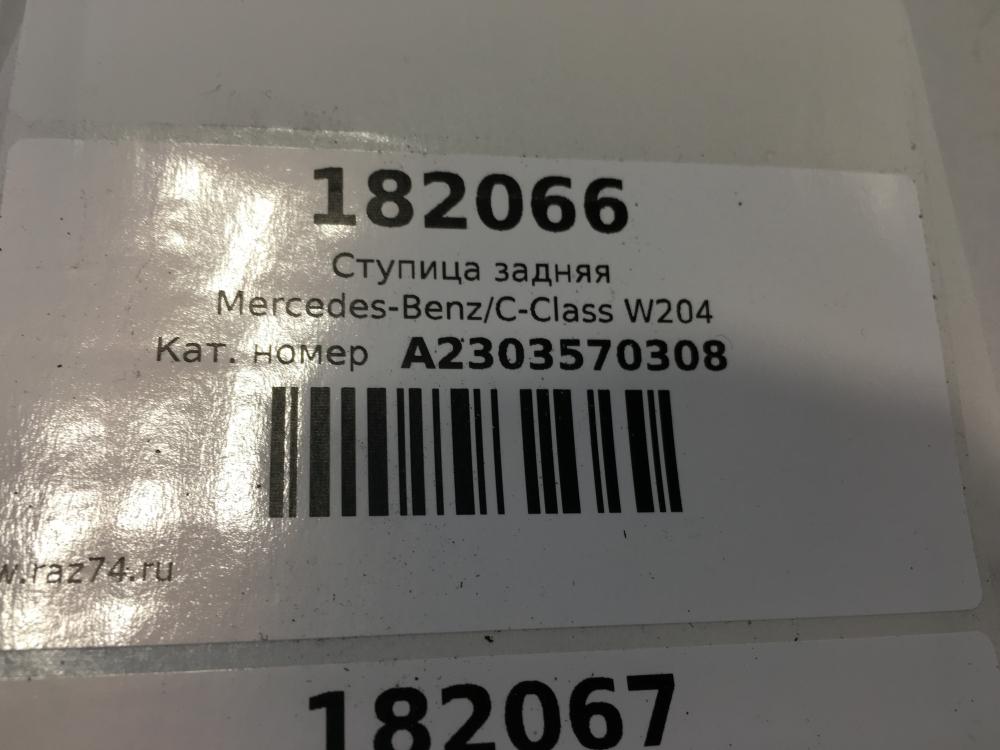 182066
Ступица задняя
Mercedes-Benz/C-Class W204
Кат. номер A2303570308
w.raz74.ru
182067